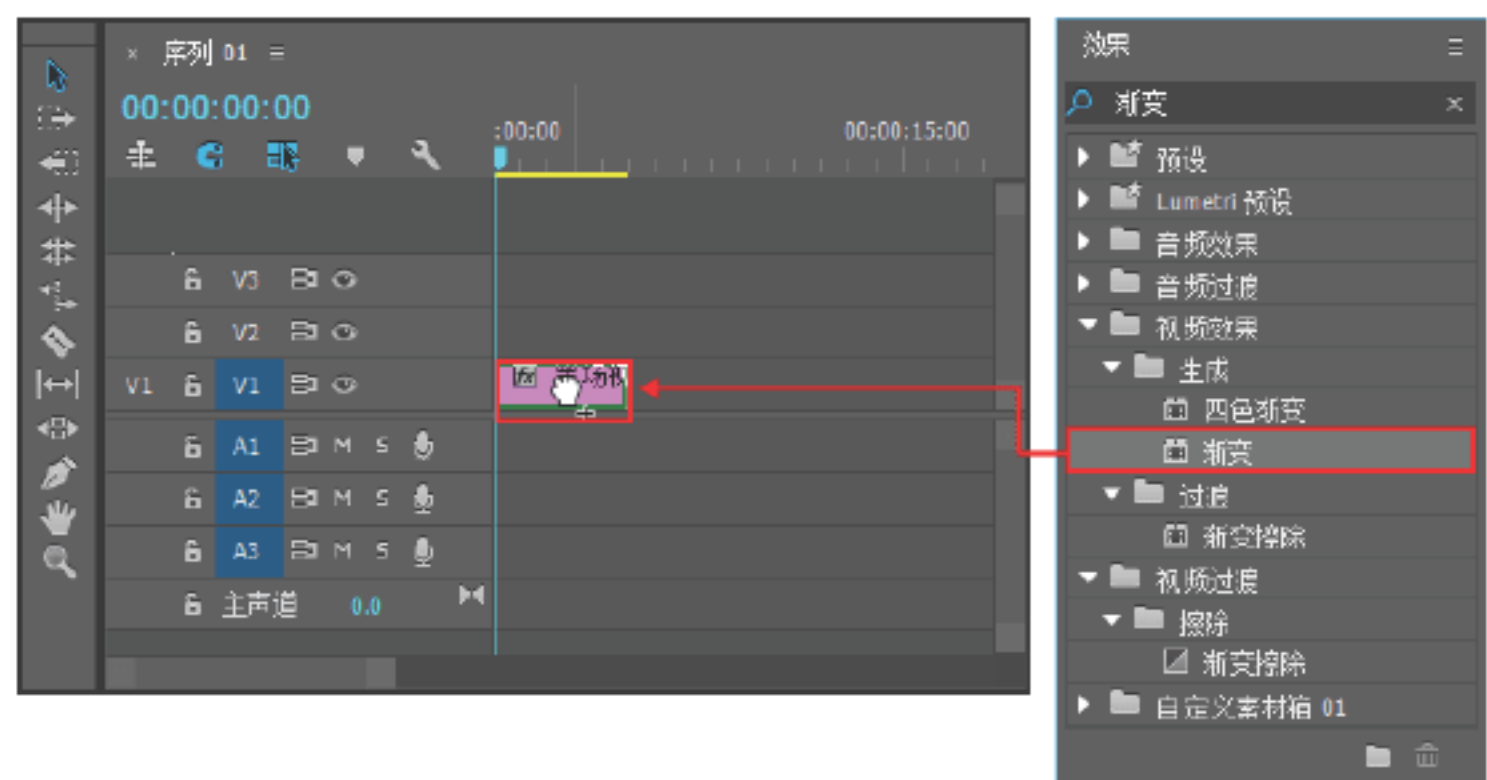 序列 01
00:00:00:00
:00:00 00:00:15:00
V3
V2
V1 V1
fx
A1 M S
A2 M S
A3 M S
主声道 0.0
效果
渐变
预设
Lumetri 预设
音频效果
音频过渡
视频效果
生成
四色渐变
渐变
过渡
渐变擦除
视频过渡
擦除
渐变擦除
自定义素材箱 01